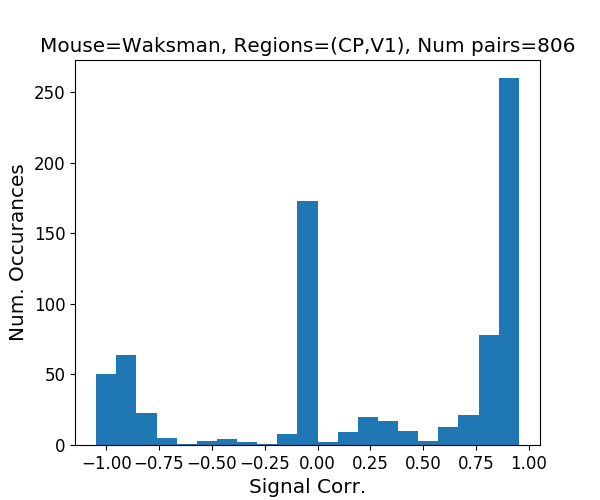 Mouse=Waksman, Regions=(CP,V1), Num pairs=806
Num. Occurances
250
200
150
100
50
0
−1.00 −0.75 −0.50 −0.25 0.00 0.25 0.50 0.75 1.00
Signal Corr.